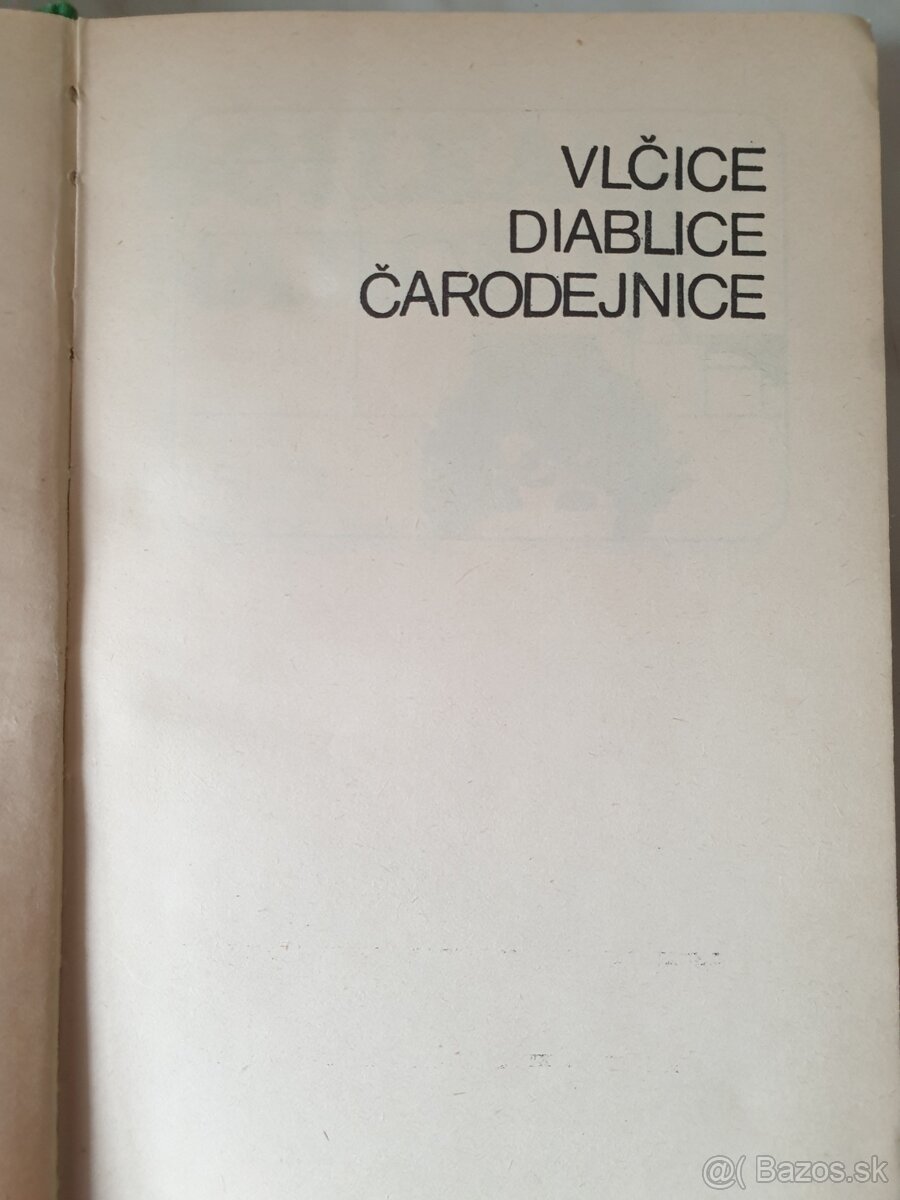 VLČICE
DIABLICE
ČARODEJNICE
@( Bazos.sk